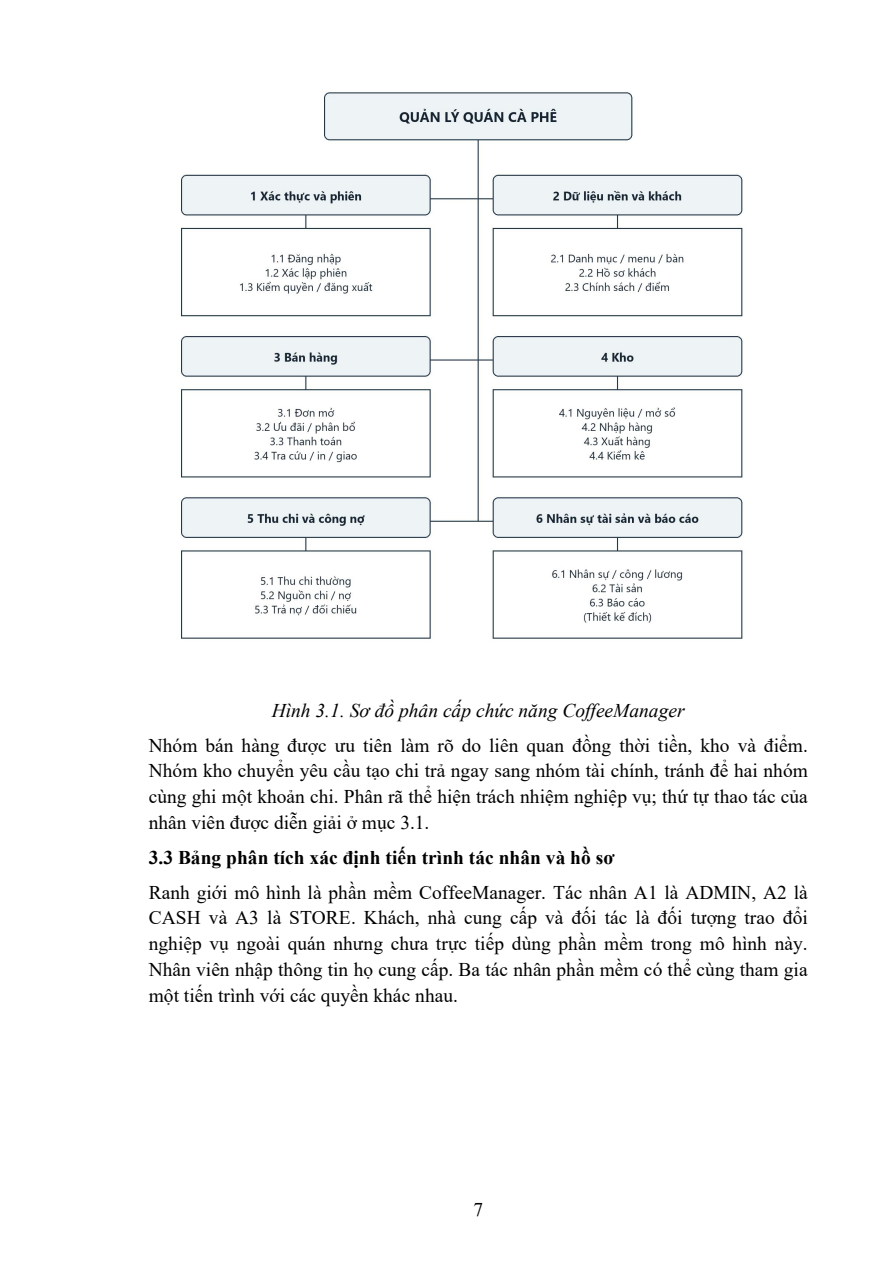 QUẢN LÝ QUÁN CÀ PHÊ
1 Xác thực và phiên
1.1 Đăng nhập
1.2 Xác lập phiên
1.3 Kiểm quyền / đăng xuất
2 Dữ liệu nền và khách
2.1 Danh mục / menu / bàn
2.2 Hồ sơ khách
2.3 Chính sách / điểm
3 Bán hàng
3.1 Đơn mở
3.2 Ưu đãi / phân bổ
3.3 Thanh toán
3.4 Tra cứu / in / giao
4 Kho
4.1 Nguyên liệu / mở sổ
4.2 Nhập hàng
4.3 Xuất hàng
4.4 Kiểm kê
5 Thu chi và công nợ
5.1 Thu chi thường
5.2 Nguồn chi / nợ
5.3 Trả nợ / đối chiếu
6 Nhân sự tài sản và báo cáo
6.1 Nhân sự / công / lương
6.2 Tài sản
6.3 Báo cáo
(Thiết kế đích)
Hình 3.1. Sơ đồ phân cấp chức năng CoffeeManager
Nhóm bán hàng được ưu tiên làm rõ do liên quan đồng thời tiền, kho và điểm.
Nhóm kho chuyển yêu cầu tạo chi trả ngay sang nhóm tài chính, tránh để hai nhóm
cùng ghi một khoản chi. Phân rã thể hiện trách nhiệm nghiệp vụ; thứ tự thao tác của
nhân viên được diễn giải ở mục 3.1.
3.3 Bảng phân tích xác định tiến trình tác nhân và hồ sơ
Ranh giới mô hình là phần mềm CoffeeManager. Tác nhân A1 là ADMIN, A2 là
CASH và A3 là STORE. Khách, nhà cung cấp và đối tác là đối tượng trao đổi
nghiệp vụ ngoài quán nhưng chưa trực tiếp dùng phần mềm trong mô hình này.
Nhân viên nhập thông tin họ cung cấp. Ba tác nhân phần mềm có thể cùng tham gia
một tiến trình với các quyền khác nhau.
7